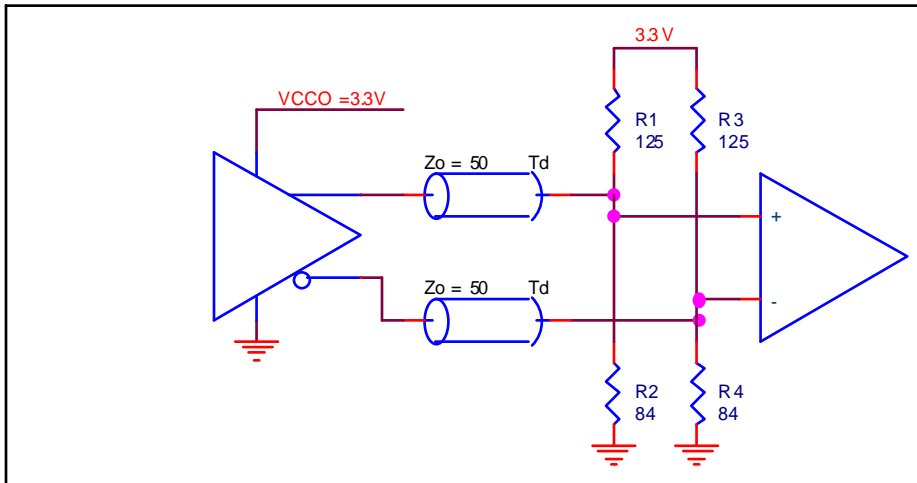 3.3 V
VCCO =3.3V
R1
125
R3
125
Zo = 50 Td
+
Zo = 50 Td
-
R2
84
R4
84